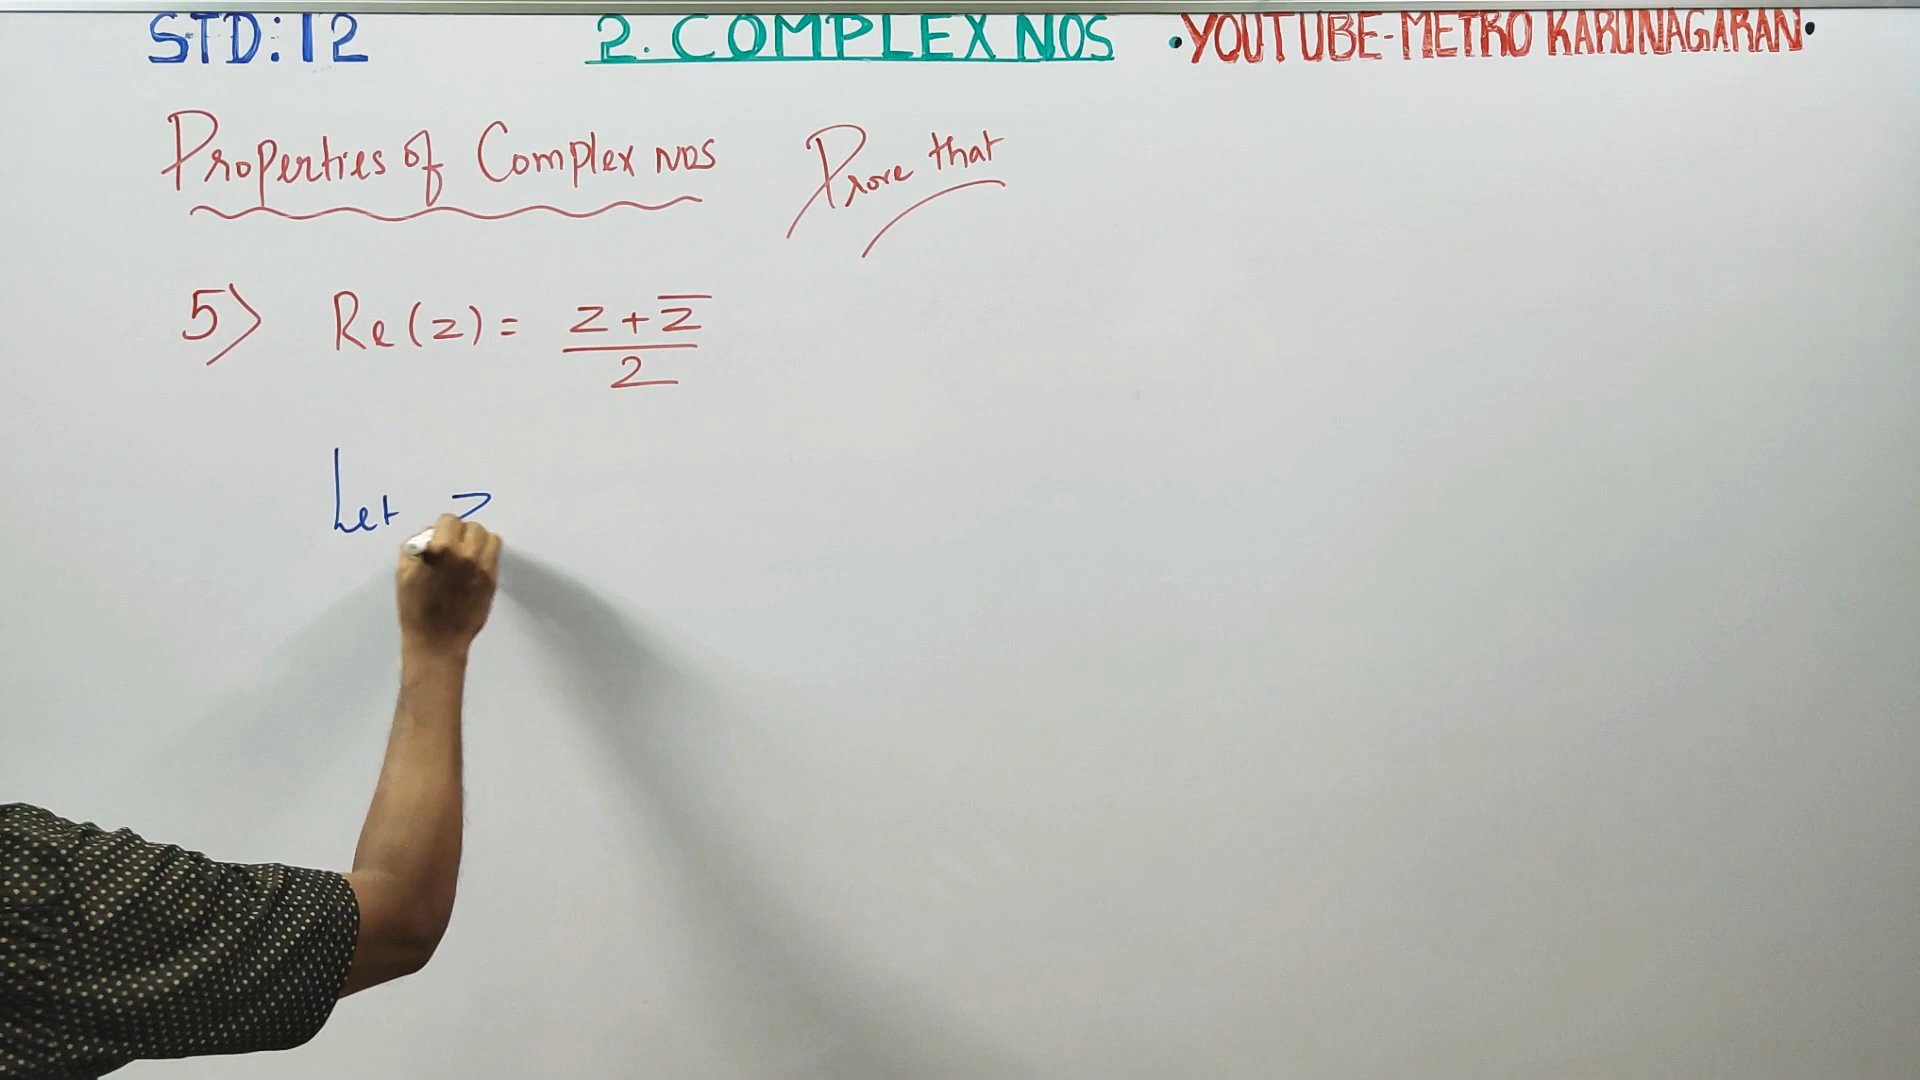 STD:12 2. COMPLEX NOS •YOUTUBE-METRO KARUNAGARAN•
Properties of Complex nos Prove that
5) Re(z) = (z + z̅)/2
Let z